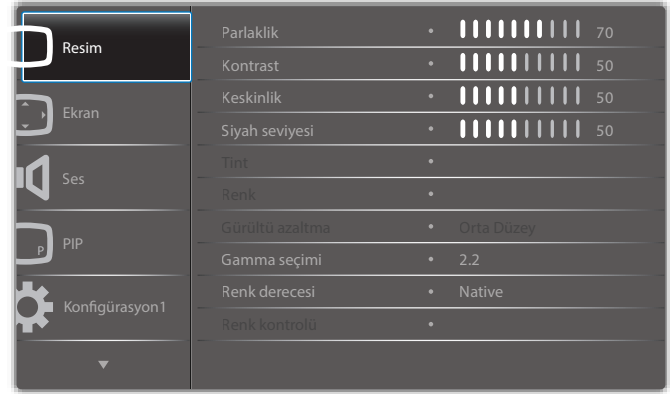 Resim
Ekran
Ses
P
PIP
Konfigürasyon1
Parlaklik • 70
Kontrast • 50
Keskinlik • 50
Siyah seviyesi • 50
Tint •
Renk •
Gürültü azaltma • Orta Düzey
Gamma seçimi • 2.2
Renk derecesi • Native
Renk kontrolü •